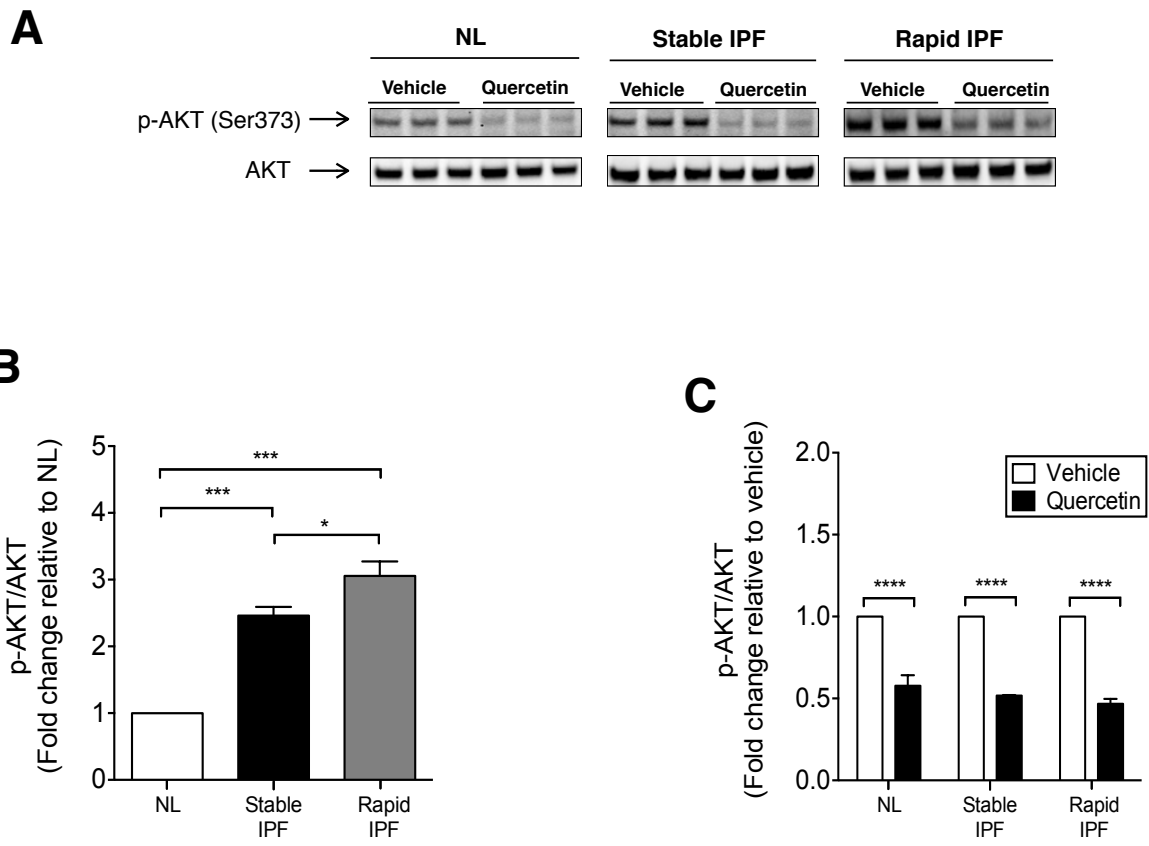 A
NL
Stable IPF
Rapid IPF
Vehicle
Quercetin
Vehicle
Quercetin
Vehicle
Quercetin
p-AKT (Ser373)
AKT
B
p-AKT/AKT
(Fold change relative to NL)
5
4
3
2
1
0
***
***
*
NL
Stable
IPF
Rapid
IPF
C
p-AKT/AKT
(Fold change relative to vehicle)
2.0
1.5
1.0
0.5
0.0
Vehicle
Quercetin
****
****
****
NL
Stable
IPF
Rapid
IPF